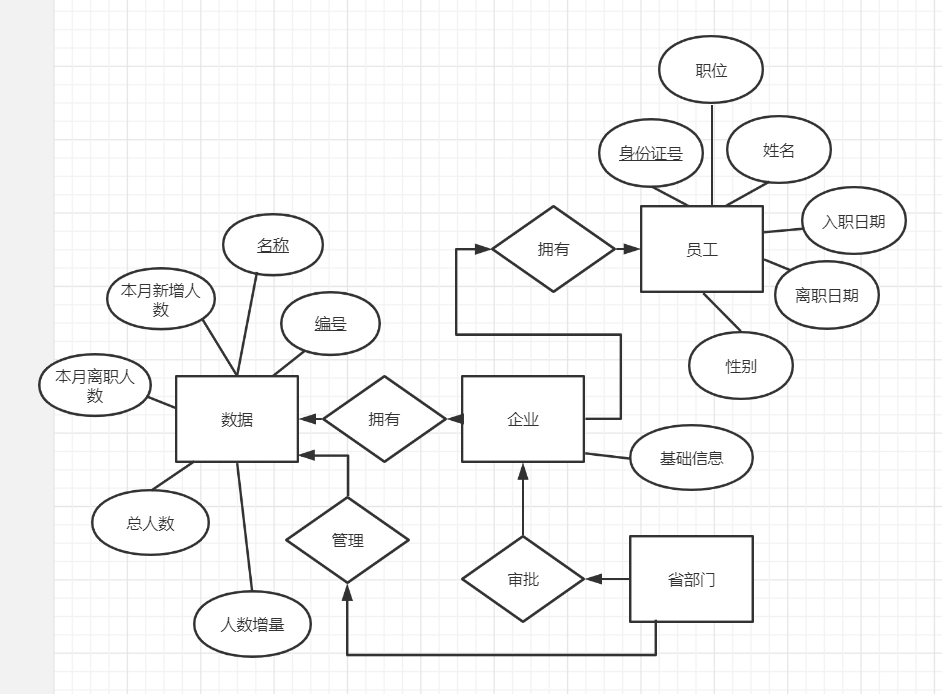 职位
身份证号
姓名
入职日期
名称
拥有
员工
本月新增人
数
离职日期
编号
性别
本月离职人
数
数据
拥有
企业
基础信息
总人数
管理
审批
省部门
人数增量